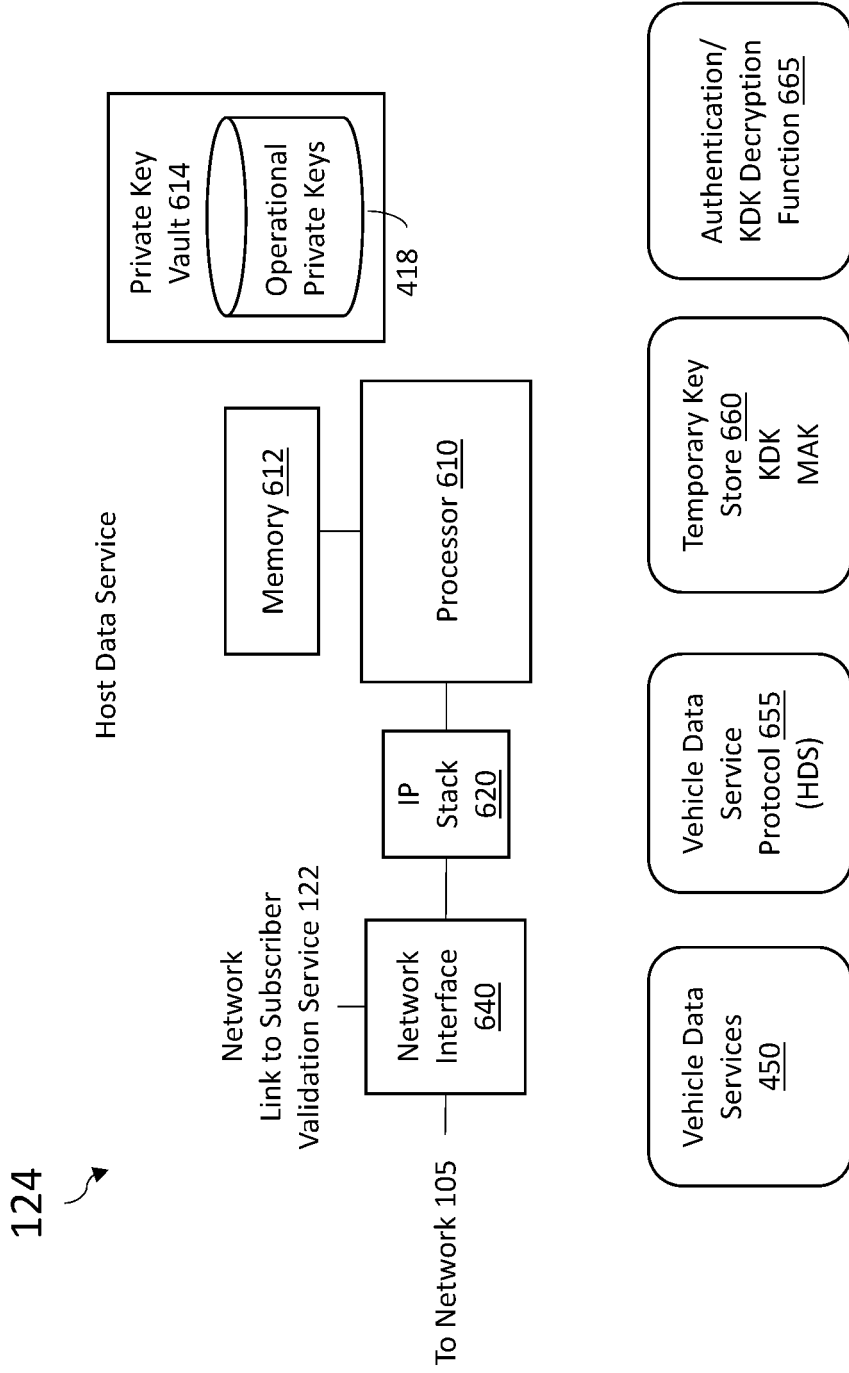 124
Host Data Service
Network
Link to Subscriber
Validation Service 122
To Network 105
Network
Interface
640
IP
Stack
620
Memory 612
Processor 610
Private Key
Vault 614
Operational
Private Keys
418
Vehicle Data
Services
450
Vehicle Data
Service
Protocol 655
(HDS)
Temporary Key
Store 660
KDK
MAK
Authentication/
KDK Decryption
Function 665